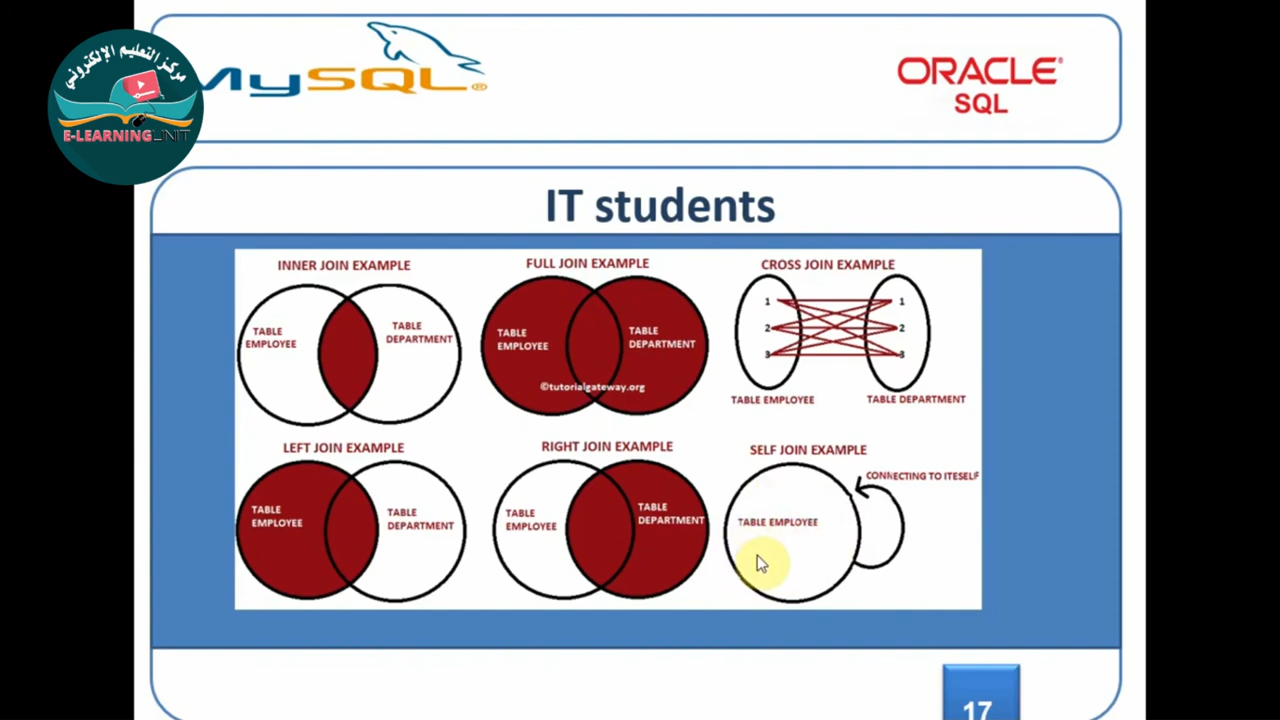 مركز التعليم الإلكتروني
E-LEARNING UNIT
MySQL®
ORACLE®
SQL
IT students
INNER JOIN EXAMPLE
TABLE
EMPLOYEE
TABLE
DEPARTMENT
FULL JOIN EXAMPLE
TABLE
EMPLOYEE
TABLE
DEPARTMENT
©tutorialgateway.org
CROSS JOIN EXAMPLE
1 1
2 2
3 3
TABLE EMPLOYEE TABLE DEPARTMENT
LEFT JOIN EXAMPLE
TABLE
EMPLOYEE
TABLE
DEPARTMENT
RIGHT JOIN EXAMPLE
TABLE
EMPLOYEE
TABLE
DEPARTMENT
SELF JOIN EXAMPLE
CONNECTING TO ITESELF
TABLE EMPLOYEE
17